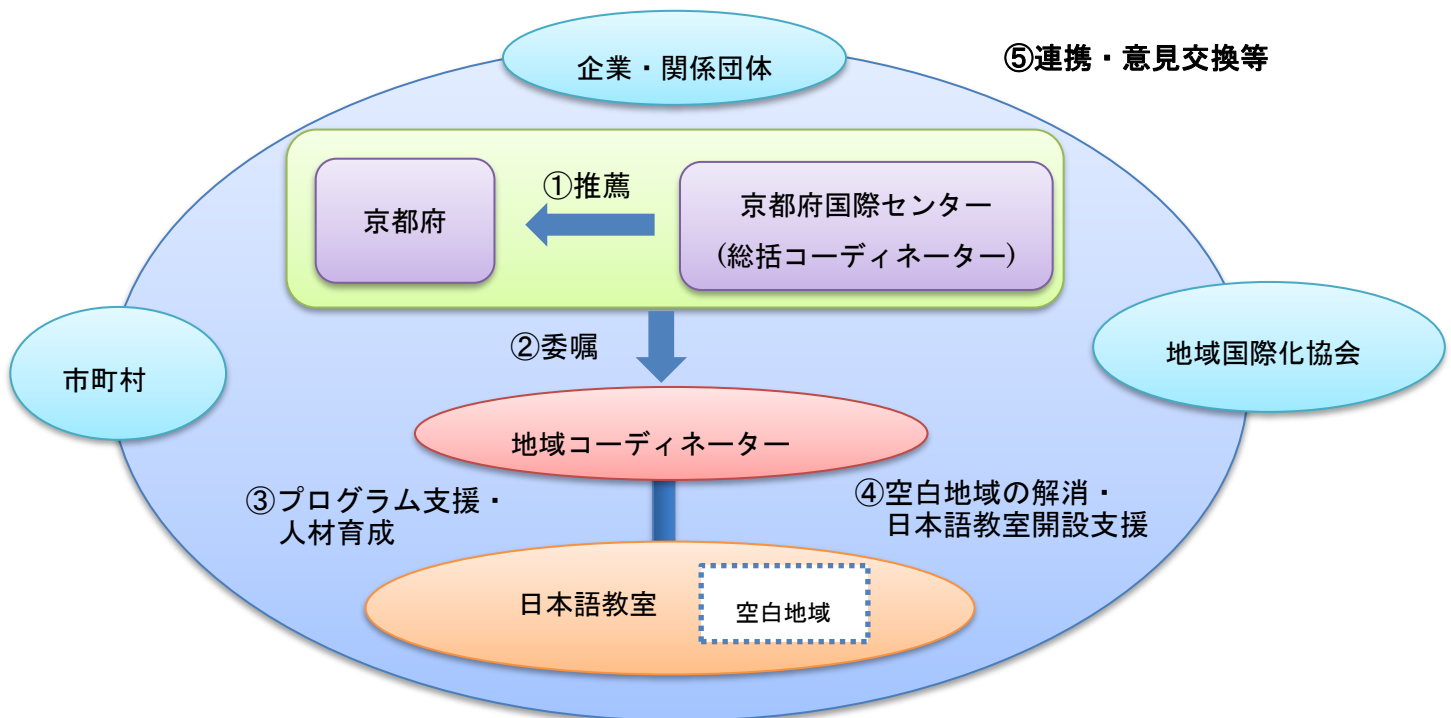 企業・関係団体
⑤連携・意見交換等
京都府
①推薦
京都府国際センター
(総括コーディネーター)
②委嘱
市町村
地域国際化協会
地域コーディネーター
③プログラム支援・
人材育成
④空白地域の解消・
日本語教室開設支援
日本語教室
空白地域